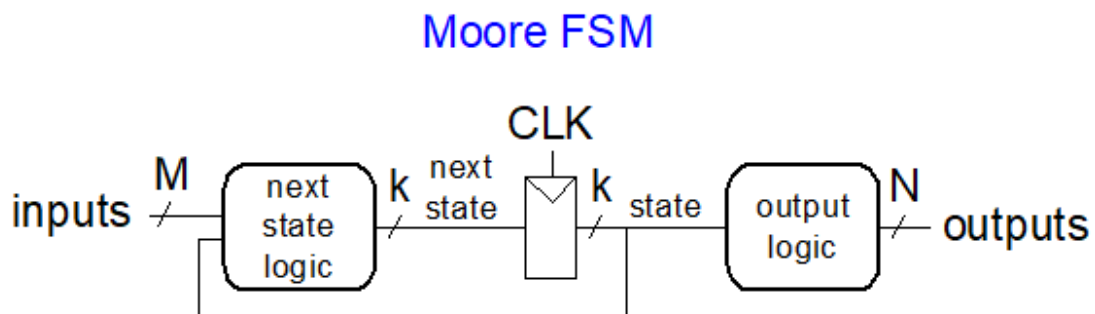 Moore FSM
CLK
inputs
M
next
state
logic
k
next
state
k
state
output
logic
N
outputs